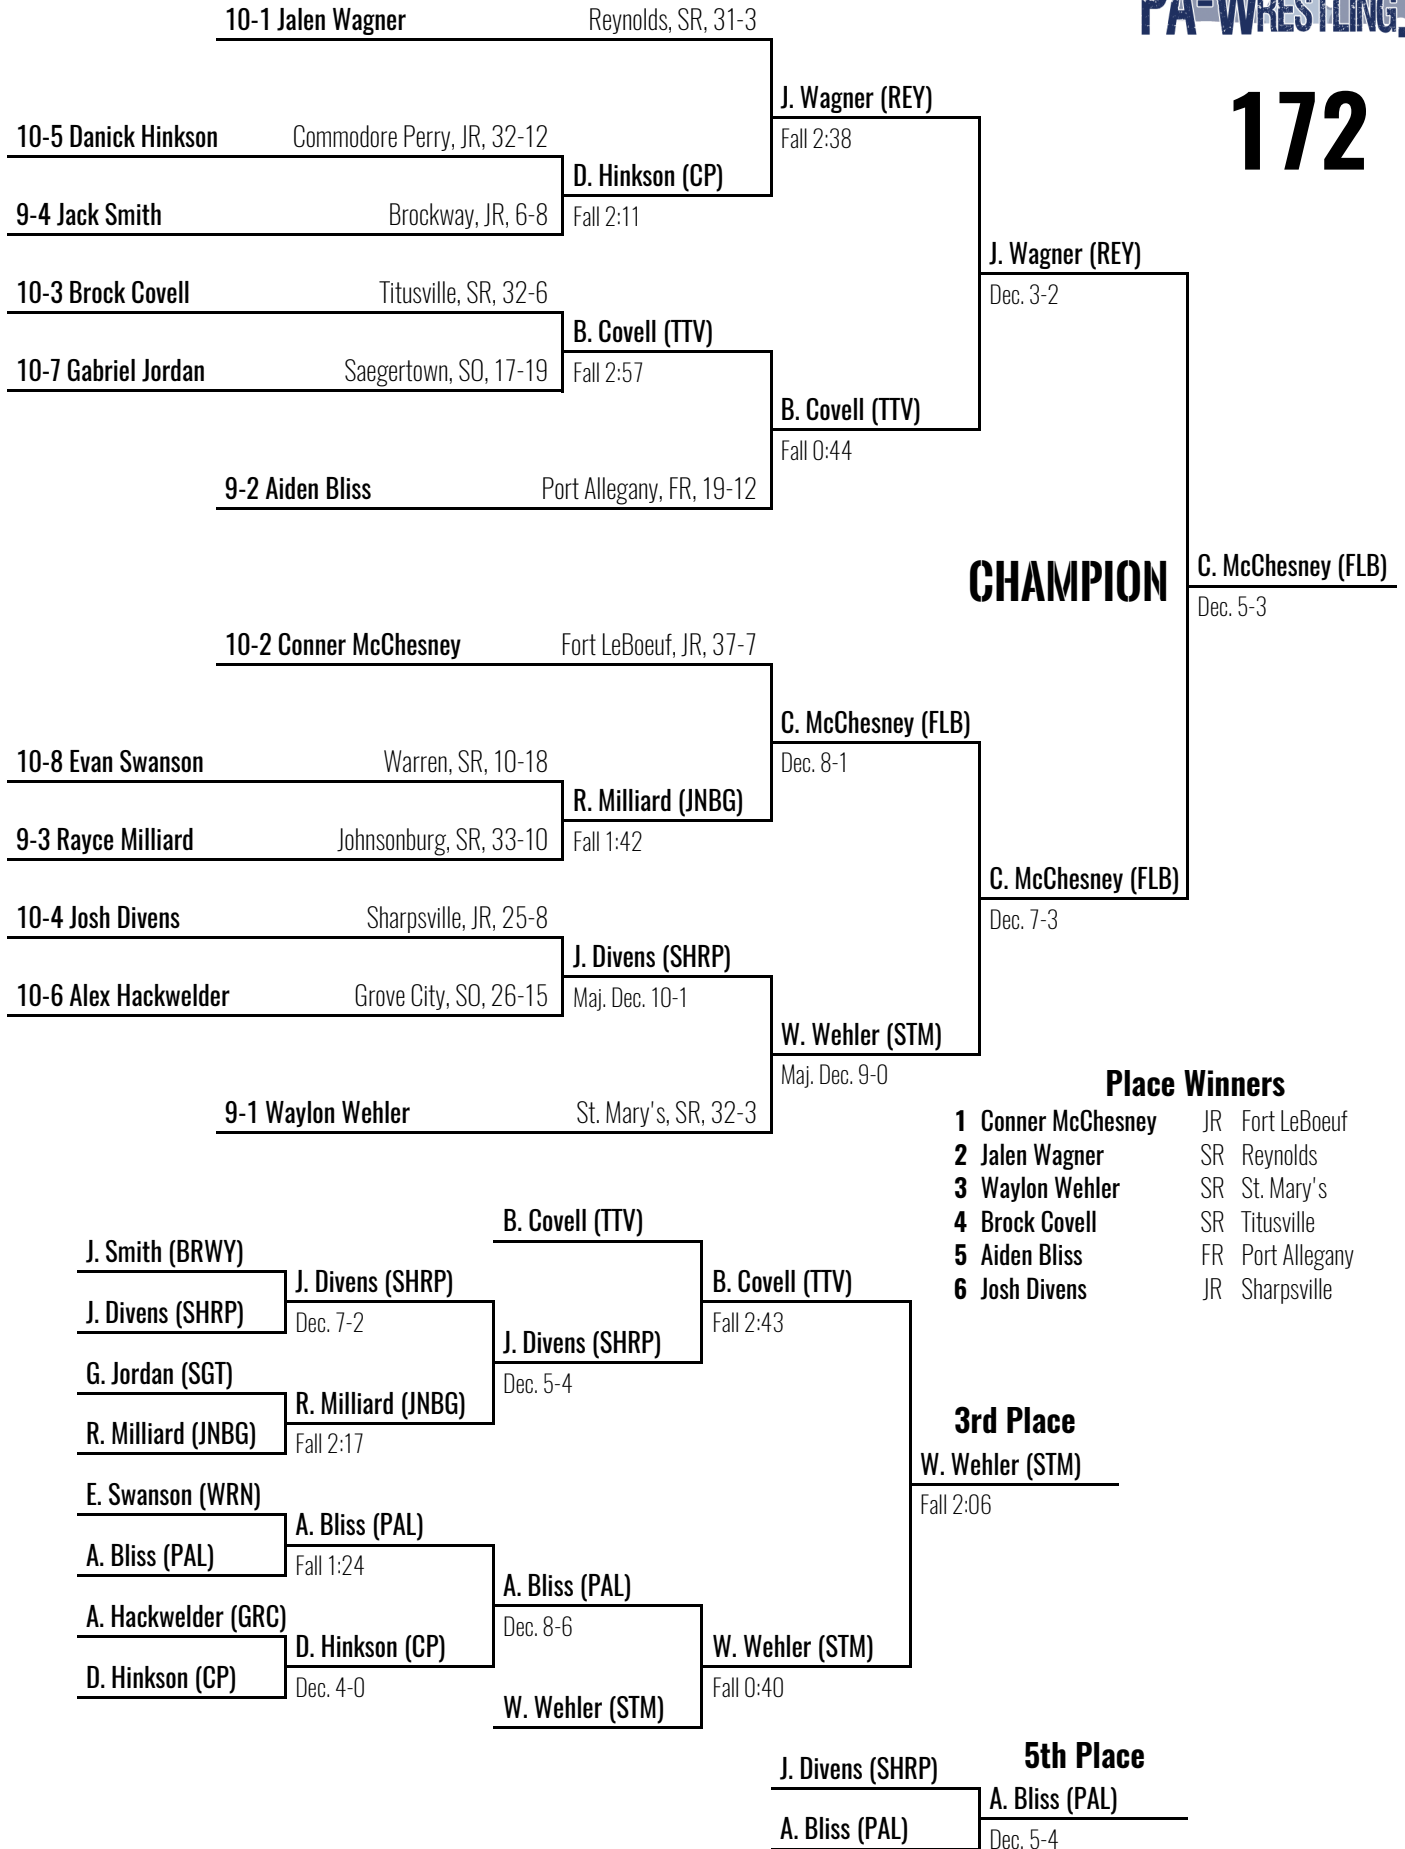 PA-WRESTLING.
172
10-1 Jalen Wagner Reynolds, SR, 31-3
J. Wagner (REY)
Fall 2:38
10-5 Danick Hinkson Commodore Perry, JR, 32-12
D. Hinkson (CP)
Fall 2:11
9-4 Jack Smith Brockway, JR, 6-8
J. Wagner (REY)
Dec. 3-2
10-3 Brock Covell Titusville, SR, 32-6
B. Covell (TTV)
Fall 2:57
10-7 Gabriel Jordan Saegertown, SO, 17-19
B. Covell (TTV)
Fall 0:44
9-2 Aiden Bliss Port Allegany, FR, 19-12
CHAMPION
C. McChesney (FLB)
Dec. 5-3
10-2 Conner McChesney Fort LeBoeuf, JR, 37-7
C. McChesney (FLB)
Dec. 8-1
10-8 Evan Swanson Warren, SR, 10-18
R. Milliard (JNBG)
Fall 1:42
9-3 Rayce Milliard Johnsonburg, SR, 33-10
C. McChesney (FLB)
Dec. 7-3
10-4 Josh Divens Sharpsville, JR, 25-8
J. Divens (SHRP)
Maj. Dec. 10-1
10-6 Alex Hackwelder Grove City, SO, 26-15
W. Wehler (STM)
Maj. Dec. 9-0
9-1 Waylon Wehler St. Mary's, SR, 32-3
Place Winners
1 Conner McChesney JR Fort LeBoeuf
2 Jalen Wagner SR Reynolds
3 Waylon Wehler SR St. Mary's
4 Brock Covell SR Titusville
5 Aiden Bliss FR Port Allegany
6 Josh Divens JR Sharpsville
B. Covell (TTV)
J. Smith (BRWY)
J. Divens (SHRP)
Dec. 7-2
J. Divens (SHRP)
B. Covell (TTV)
Fall 2:43
J. Divens (SHRP)
Dec. 5-4
G. Jordan (SGT)
R. Milliard (JNBG)
Fall 2:17
R. Milliard (JNBG)
3rd Place
W. Wehler (STM)
Fall 2:06
E. Swanson (WRN)
A. Bliss (PAL)
Fall 1:24
A. Bliss (PAL)
A. Bliss (PAL)
Dec. 8-6
A. Hackwelder (GRC)
D. Hinkson (CP)
Dec. 4-0
D. Hinkson (CP)
W. Wehler (STM)
Fall 0:40
W. Wehler (STM)
5th Place
J. Divens (SHRP)
A. Bliss (PAL)
Dec. 5-4
A. Bliss (PAL)